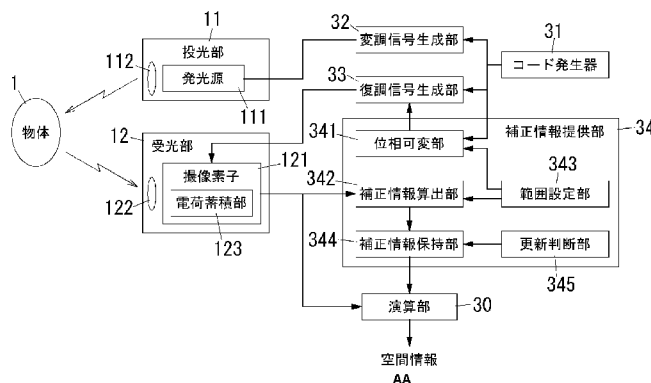 11
投光部
112
発光源
111
1
物体
12
受光部
121
撮像素子
122
電荷蓄積部
123
32
変調信号生成部
33
復調信号生成部
31
コード発生器
34
補正情報提供部
341
位相可変部
342
補正情報算出部
343
範囲設定部
344
補正情報保持部
更新判断部
345
30
演算部
空間情報
AA